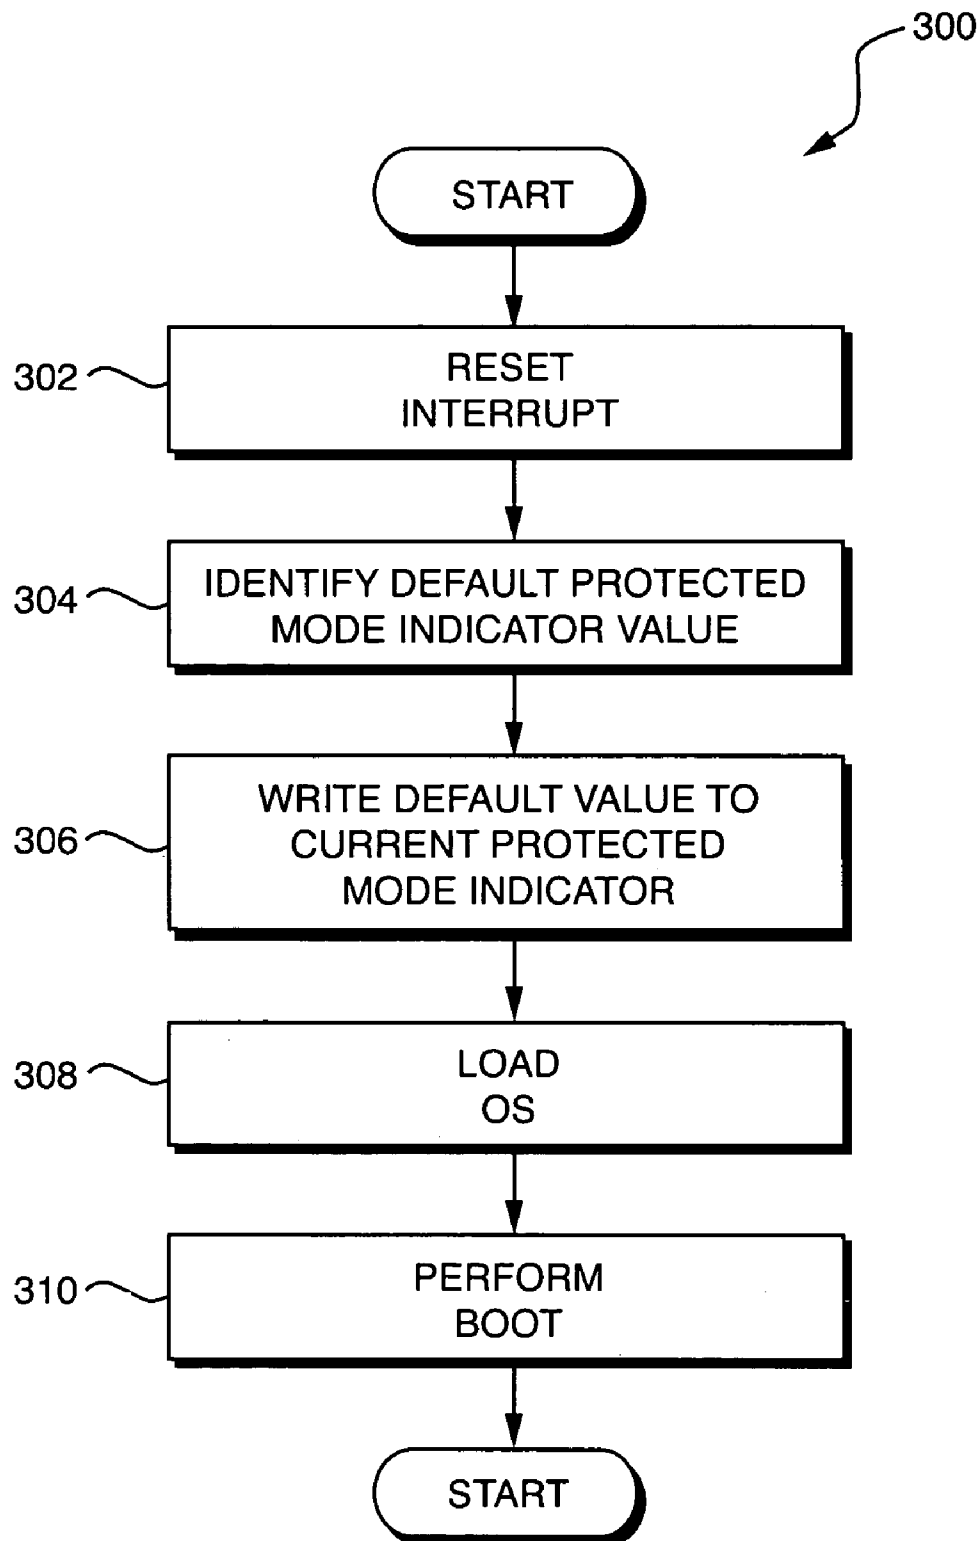 300
START
302
RESET
INTERRUPT
304
IDENTIFY DEFAULT PROTECTED
MODE INDICATOR VALUE
306
WRITE DEFAULT VALUE TO
CURRENT PROTECTED
MODE INDICATOR
308
LOAD
OS
310
PERFORM
BOOT
START